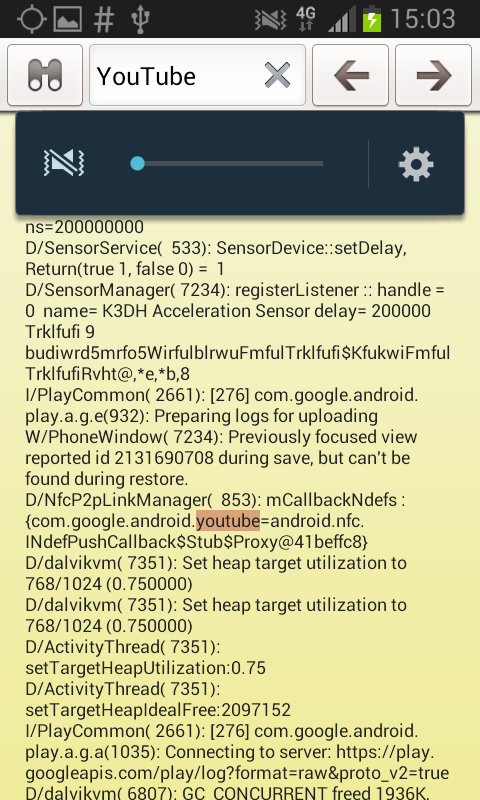 4G 15:03
YouTube
ns=200000000
D/SensorService(  533): SensorDevice::setDelay,
Return(true 1, false 0) =  1
D/SensorManager( 7234): registerListener :: handle =
0  name= K3DH Acceleration Sensor delay= 200000
Trklfufi 9
budiwrd5mrfo5WirfulblrwuFmfulTrklfufi$KfukwiFmful
TrklfufiRvht@,*e,*b,8
I/PlayCommon( 2661): [276] com.google.android.
play.a.g.e(932): Preparing logs for uploading
W/PhoneWindow( 7234): Previously focused view
reported id 2131690708 during save, but can't be
found during restore.
D/NfcP2pLinkManager(  853): mCallbackNdefs :
{com.google.android.youtube=android.nfc.
INdefPushCallback$Stub$Proxy@41beffc8}
D/dalvikvm( 7351): Set heap target utilization to
768/1024 (0.750000)
D/dalvikvm( 7351): Set heap target utilization to
768/1024 (0.750000)
D/ActivityThread( 7351):
setTargetHeapUtilization:0.75
D/ActivityThread( 7351):
setTargetHeapIdealFree:2097152
I/PlayCommon( 2661): [276] com.google.android.
play.a.g.a(1035): Connecting to server: https://play.
googleapis.com/play/log?format=raw&proto_v2=true
D/dalvikvm( 6807): GC_CONCURRENT freed 1936K,